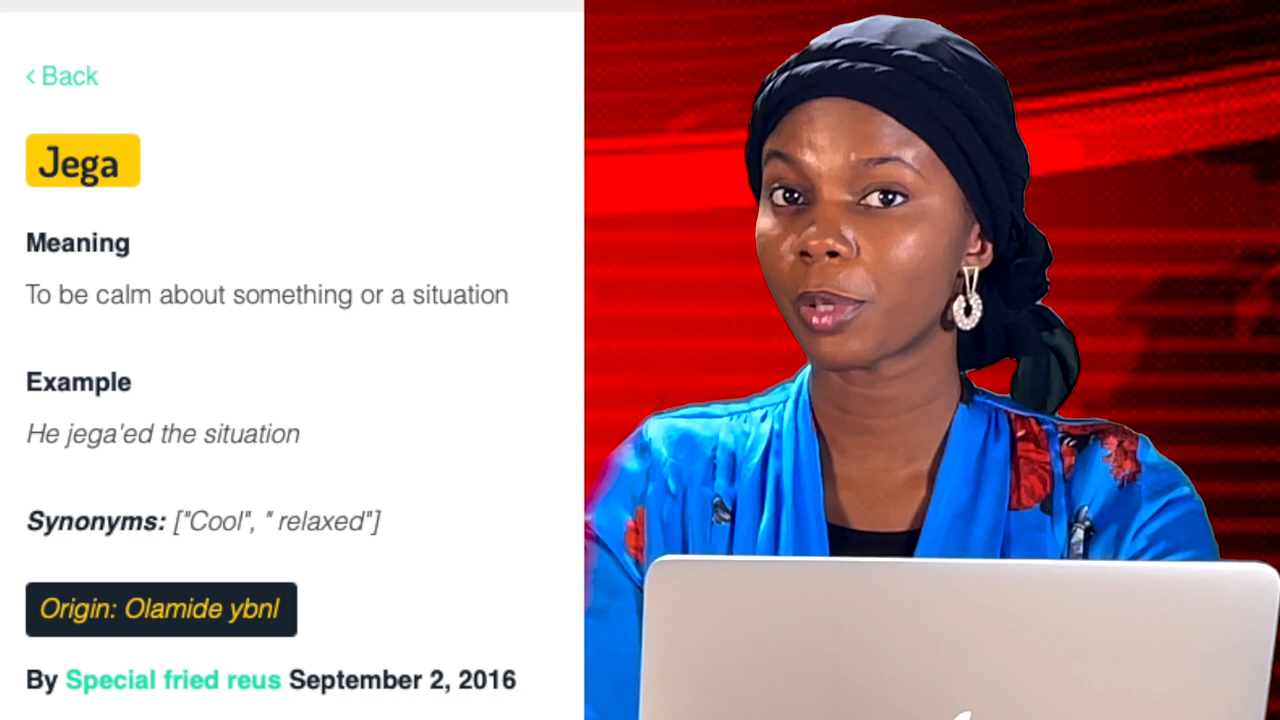 < Back
Jega
Meaning
To be calm about something or a situation
Example
He jega'ed the situation
Synonyms: ["Cool", " relaxed"]
Origin: Olamide ybnl
By Special fried reus September 2, 2016